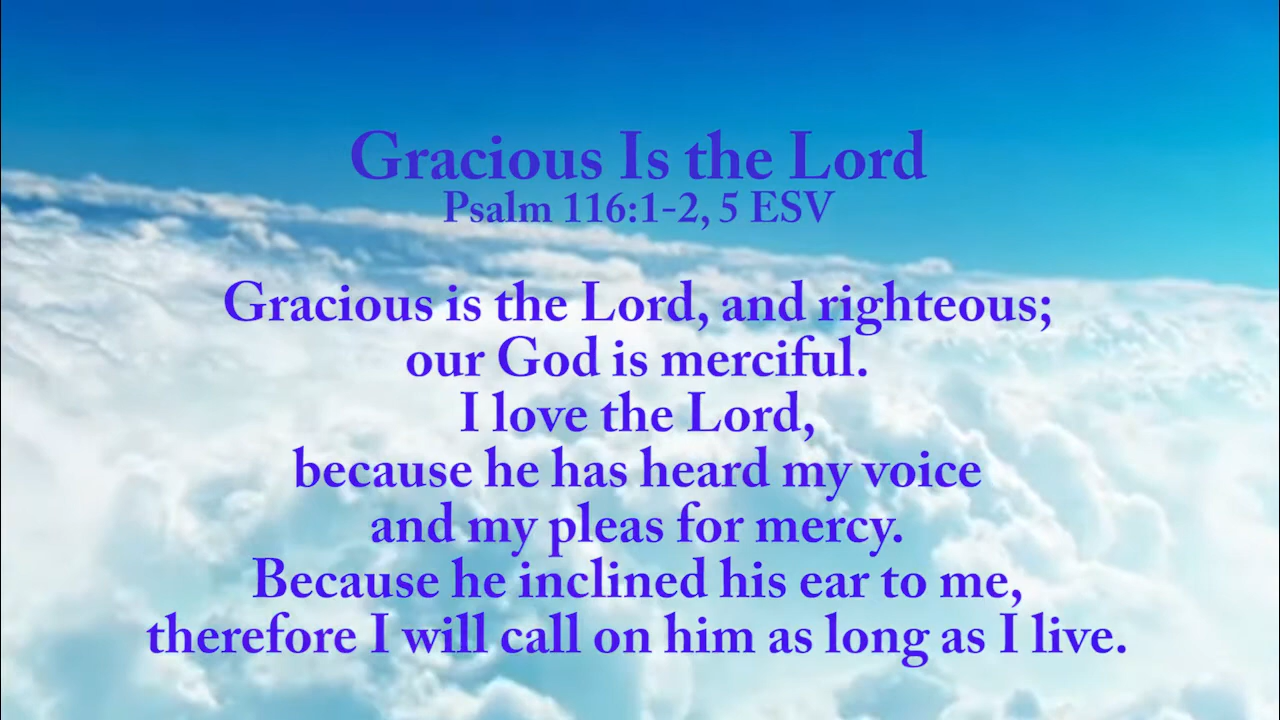 Gracious Is the Lord
Psalm 116:1-2, 5 ESV
Gracious is the Lord, and righteous;
our God is merciful.
I love the Lord,
because he has heard my voice
and my pleas for mercy.
Because he inclined his ear to me,
therefore I will call on him as long as I live.